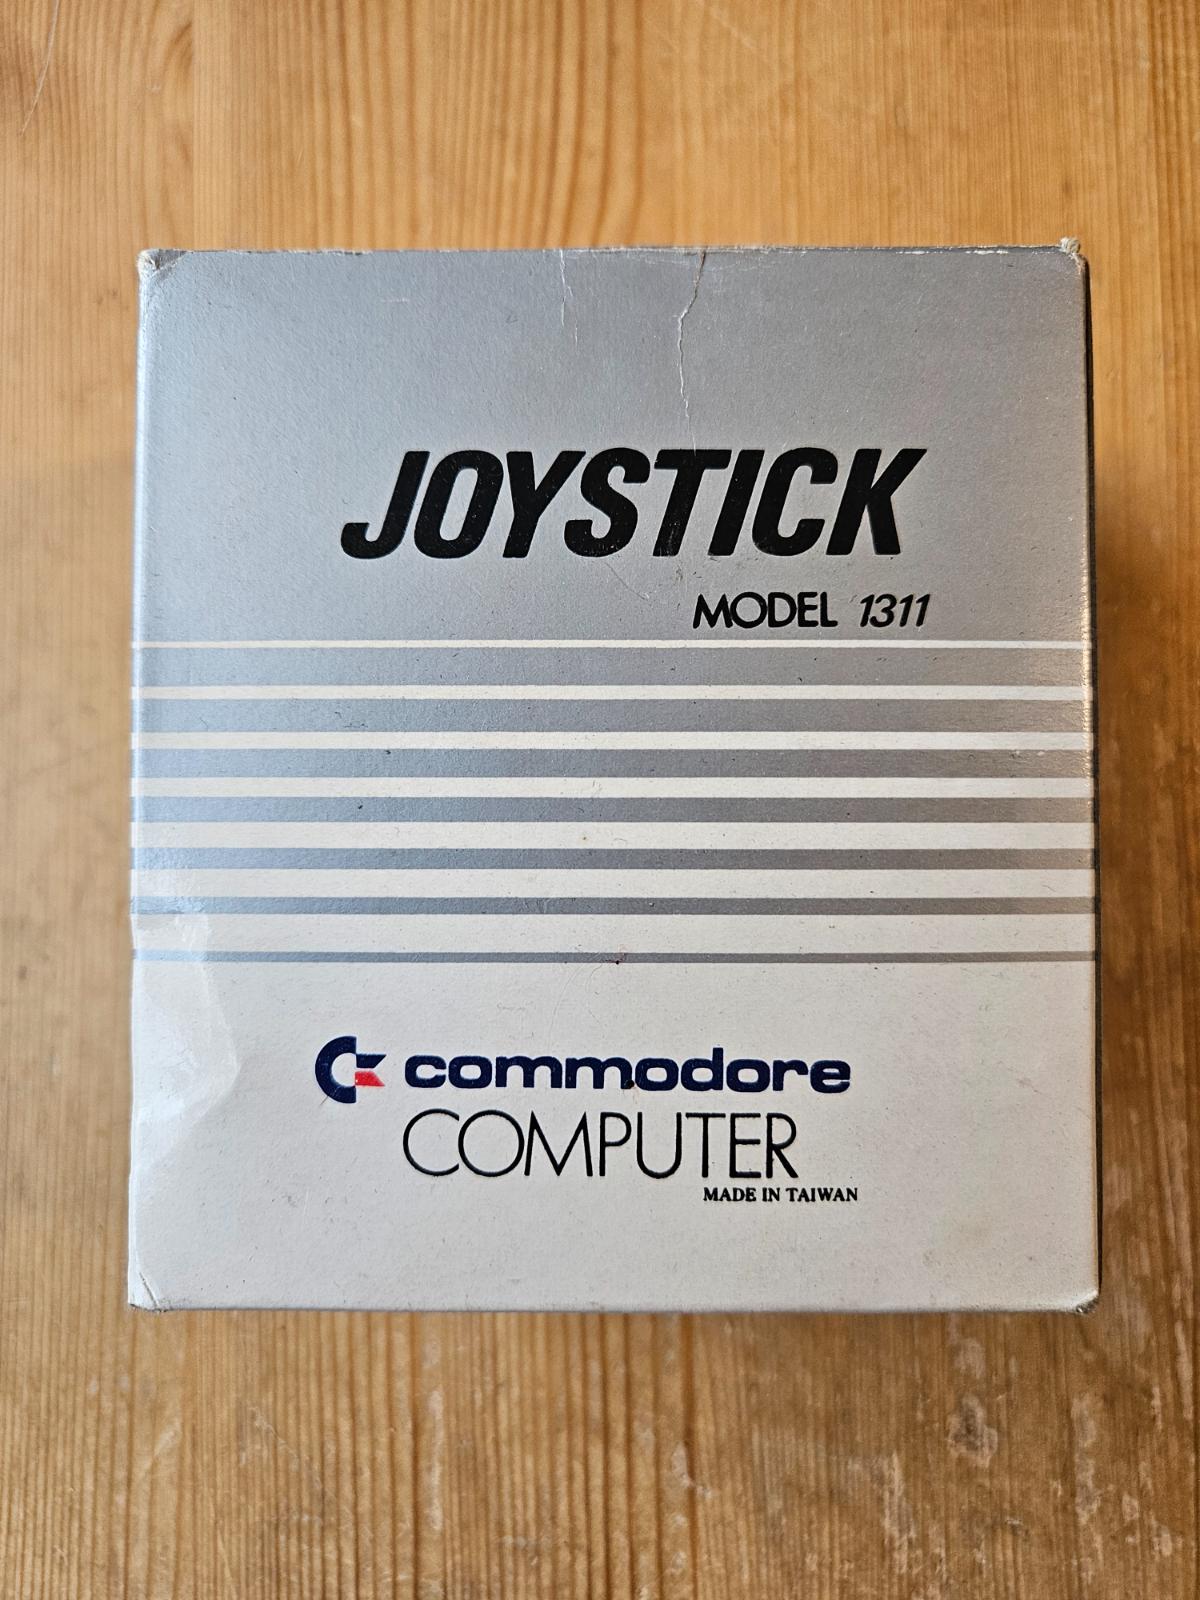 JOYSTICK
MODEL 1311
commodore
COMPUTER
MADE IN TAIWAN